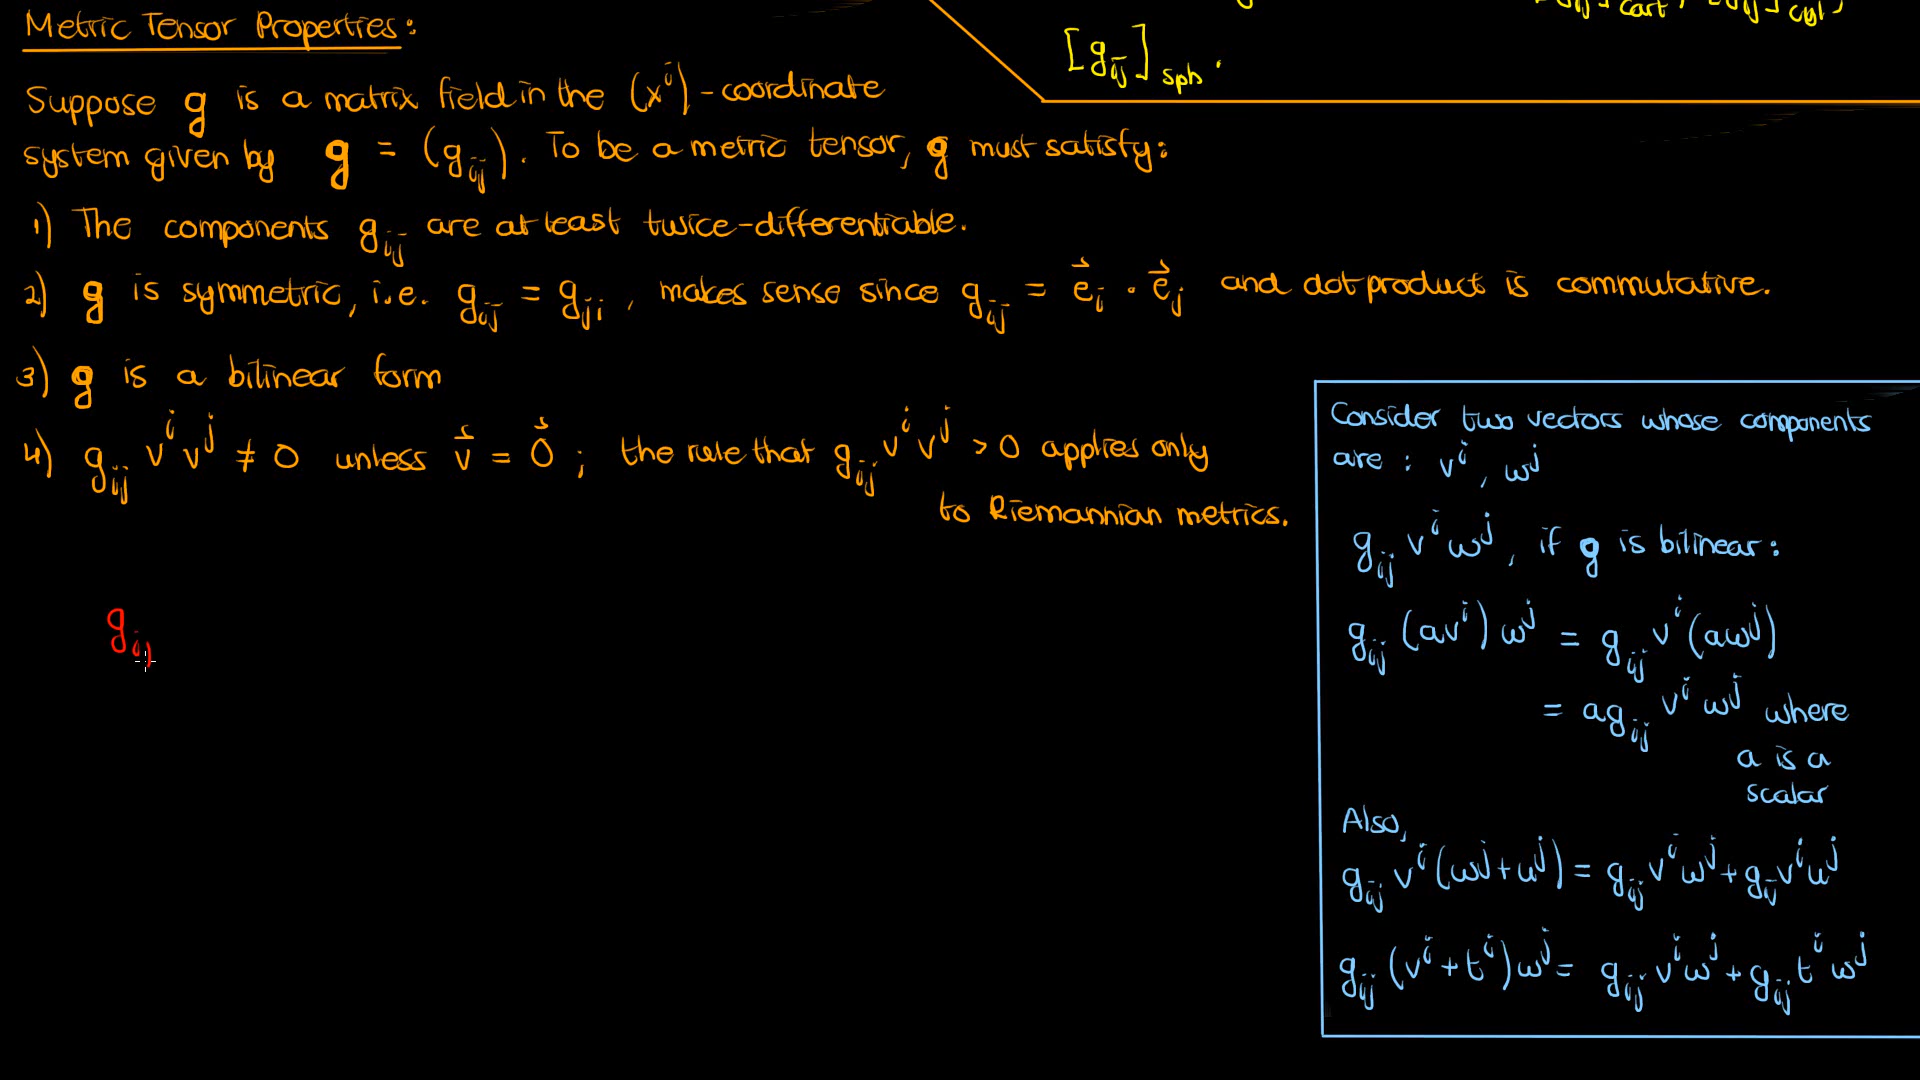 Metric Tensor Properties:
[g_ij]_sph.
Suppose g is a matrix field in the (x^i)-coordinate
system given by g = (g_ij). To be a metric tensor, g must satisfy:
1) The components g_ij are at least twice-differentiable.
2) g is symmetric, i.e. g_ij = g_ji, makes sense since g_ij = e⃗_i · e⃗_j and dot product is commutative.
3) g is a bilinear form
4) g_ij v^i v^j ≠ 0 unless v⃗ = 0⃗ ; the rule that g_ij v^i v^j > 0 applies only
to Riemannian metrics.
g_ij
Consider two vectors whose components
are : v^i, w^j
g_ij v^i w^j, if g is bilinear:
g_ij (av^i) w^j = g_ij v^i (aw^j)
= a g_ij v^i w^j where
a is a
scalar
Also,
g_ij v^i (w^j + u^j) = g_ij v^i w^j + g_ij v^i u^j
g_ij (v^i + t^i) w^j = g_ij v^i w^j + g_ij t^i w^j